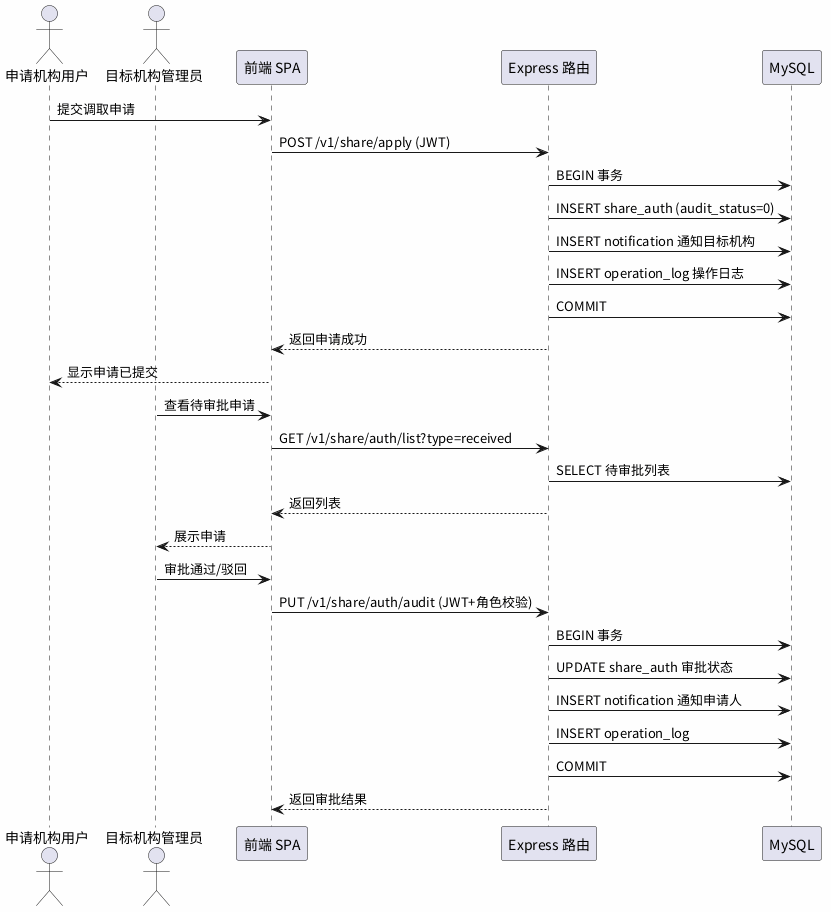 申请机构用户
目标机构管理员
前端 SPA
Express 路由
MySQL
提交调取申请
POST /v1/share/apply (JWT)
BEGIN 事务
INSERT share_auth (audit_status=0)
INSERT notification 通知目标机构
INSERT operation_log 操作日志
COMMIT
返回申请成功
显示申请已提交
查看待审批申请
GET /v1/share/auth/list?type=received
SELECT 待审批列表
返回列表
展示申请
审批通过/驳回
PUT /v1/share/auth/audit (JWT+角色校验)
BEGIN 事务
UPDATE share_auth 审批状态
INSERT notification 通知申请人
INSERT operation_log
COMMIT
返回审批结果
申请机构用户
目标机构管理员
前端 SPA
Express 路由
MySQL